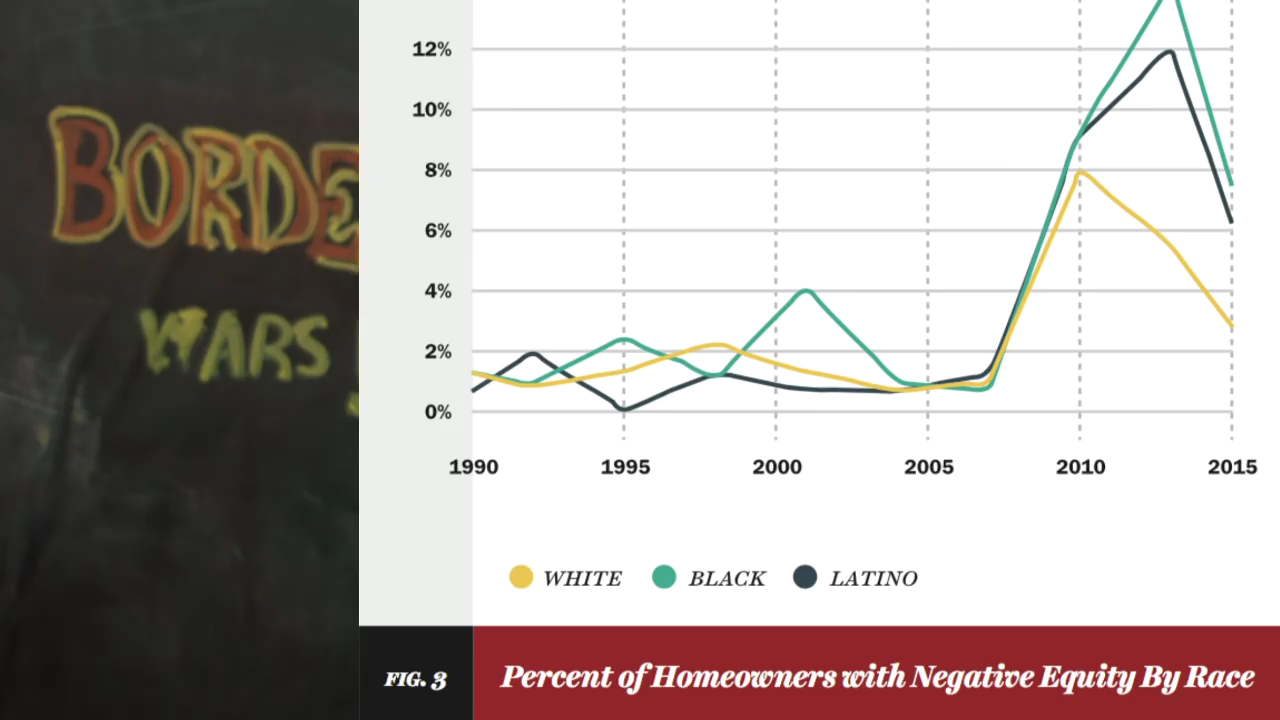 BORDE
WARS
12%
10%
8%
6%
4%
2%
0%
1990 1995 2000 2005 2010 2015
WHITE BLACK LATINO
FIG. 3 Percent of Homeowners with Negative Equity By Race